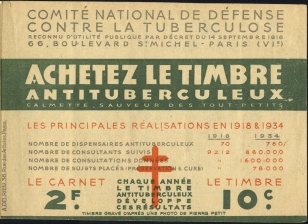 COMITÉ NATIONAL DE DÉFENSE
CONTRE LA TUBERCULOSE
RECONNU D'UTILITÉ PUBLIQUE PAR DÉCRET DU 14 SEPTEMBRE 1916
66, BOULEVARD ST MICHEL - PARIS (VIe)
ACHETEZ LE TIMBRE
ANTITUBERCULEUX
CALMETTE, SAUVEUR DES TOUT-PETITS
LES PRINCIPALES RÉALISATIONS EN 1918 & 1934
1918 1934
NOMBRE DE DISPENSAIRES ANTITUBERCULEUX 70 780
NOMBRE DE CONSULTANTS SUIVIS
NOMBRE DE CONSULTATIONS 1600000
NOMBRE DE SUJETS PLACÉS 78000
LE CARNET
2F.
CHAQUE ANNÉE
LE TIMBRE
ANTITUBERCULEUX
DÉVELOPPE
CES RÉSULTATS
LE TIMBRE
10c.
TIMBRE GRAVÉ D'APRÈS UNE PHOTO DE PIERRE PETIT